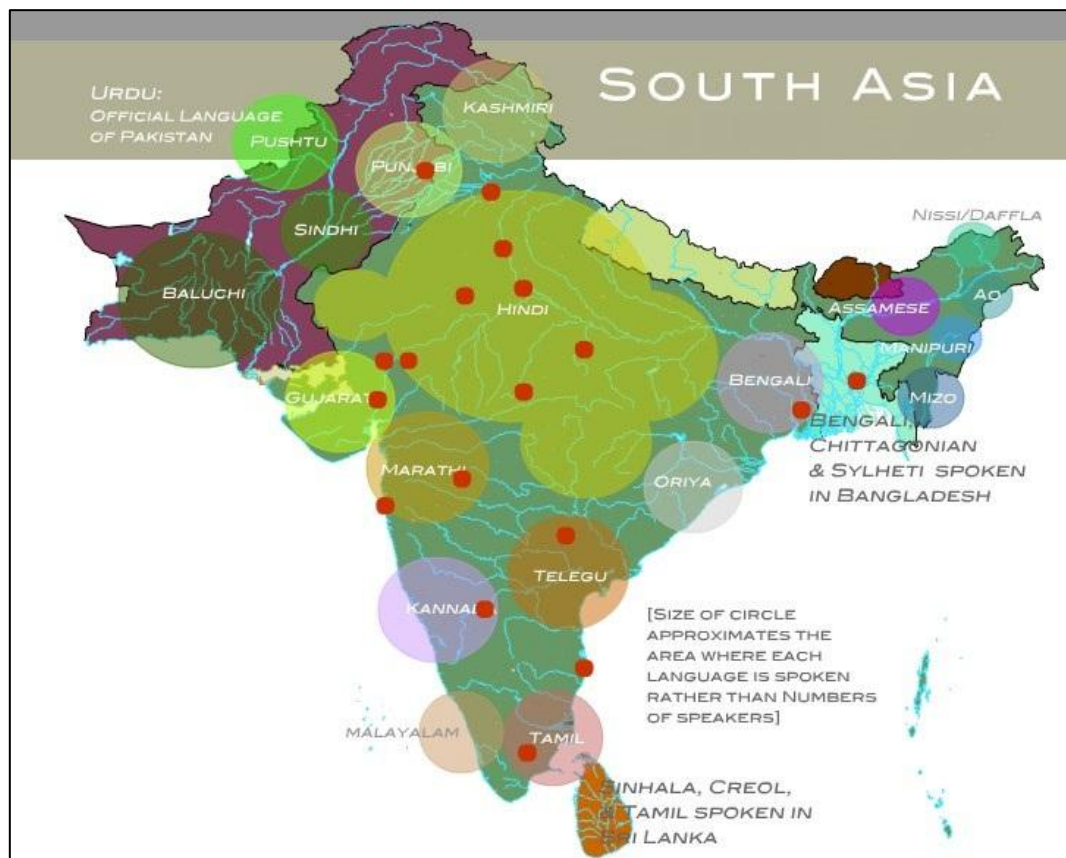 SOUTH ASIA
URDU:
OFFICIAL LANGUAGE
OF PAKISTAN
KASHMIRI
PUSHTU
PUNJABI
SINDHI
NISSI/DAFFLA
BALUCHI
HINDI
AO
ASSAMESE
MANIPURI
BENGALI
GUJARATI
MIZO
BENGALI,
CHITTAGONIAN
& SYLHETI SPOKEN
IN BANGLADESH
MARATHI
ORIYA
TELEGU
KANNADA
[SIZE OF CIRCLE
APPROXIMATES THE
AREA WHERE EACH
LANGUAGE IS SPOKEN
RATHER THAN NUMBERS
OF SPEAKERS]
MALAYALAM
TAMIL
SINHALA, CREOL,
& TAMIL SPOKEN IN
SRI LANKA